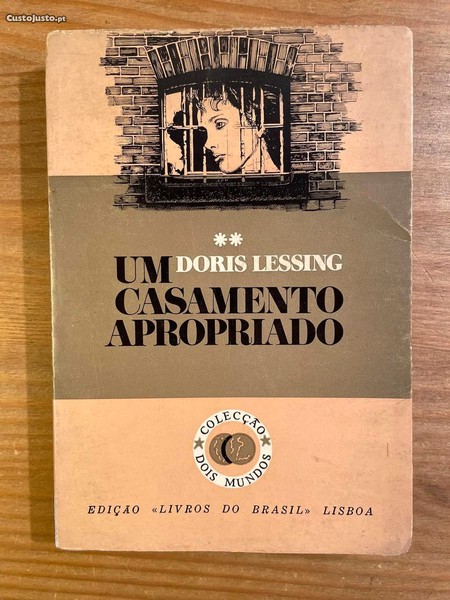 CustoJusto.pt
**
DORIS LESSING
UM
CASAMENTO
APROPRIADO
COLECÇÃO
DOIS MUNDOS
EDIÇÃO «LIVROS DO BRASIL» LISBOA